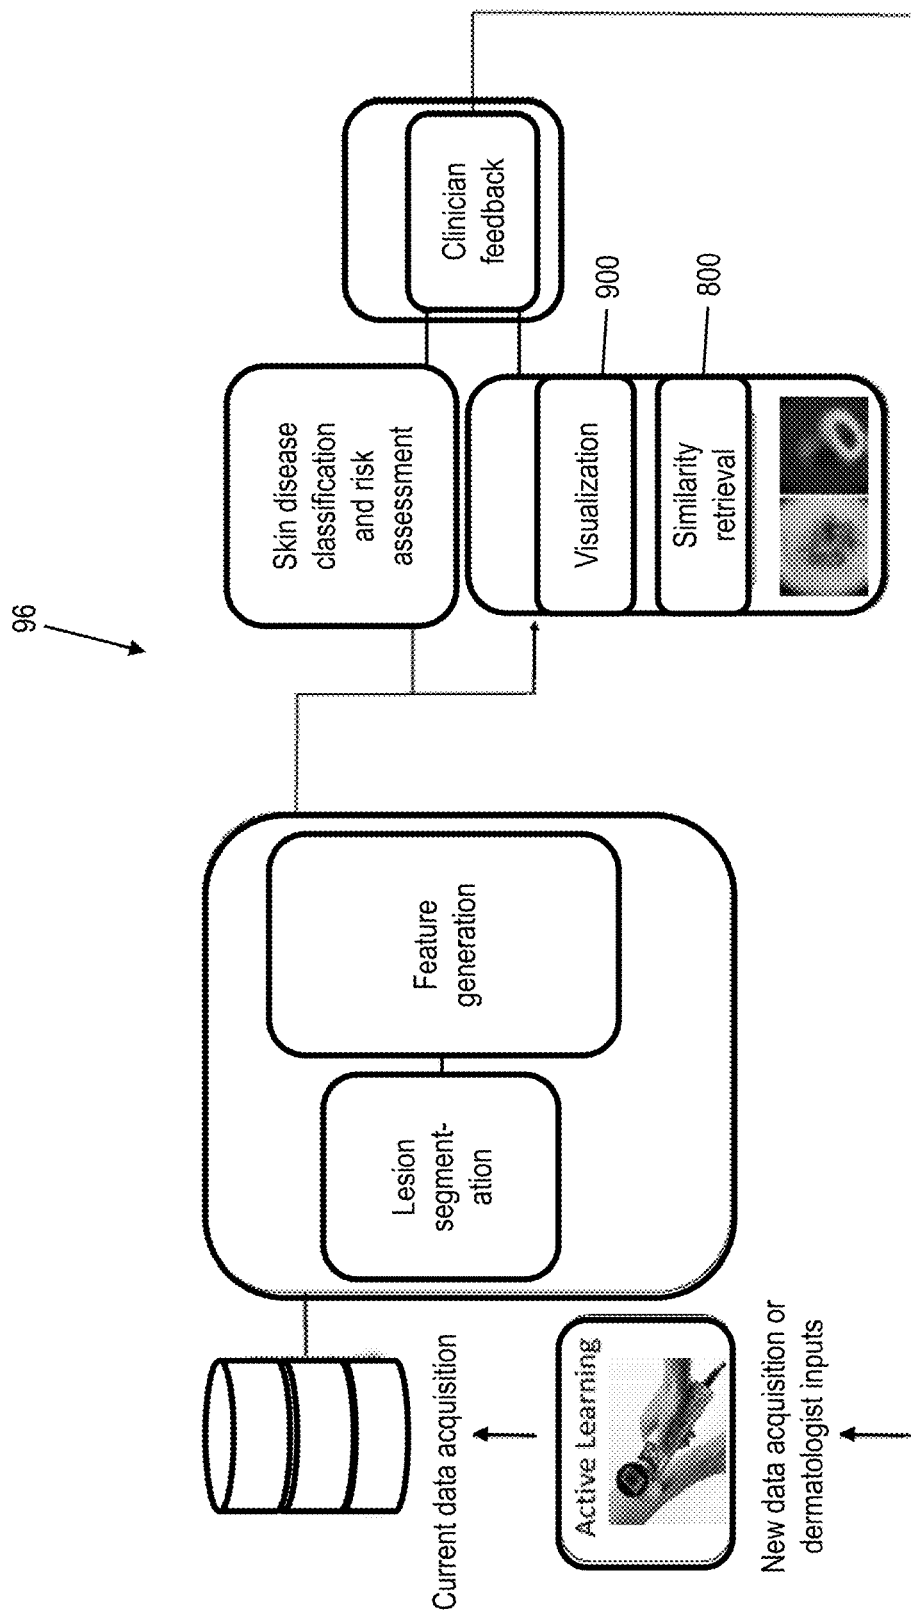 96
Current data acquisition
Active Learning
New data acquisition or
dermatologist inputs
Lesion
segment-
ation
Feature
generation
Skin disease
classification
and risk
assessment
Visualization
900
Similarity
retrieval
800
Clinician
feedback